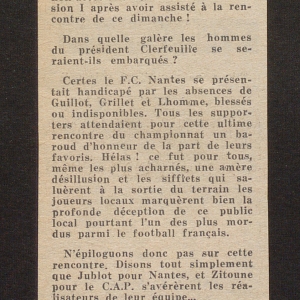 sion I après avoir assisté à la ren-
contre de ce dimanche !
Dans quelle galère les hommes
du président Clerfeuille se se-
raient-ils embarqués ?
Certes le F.C. Nantes se présen-
tait handicapé par les absences de
Guillot, Grillet et Lhomme, blessés
ou indisponibles. Tous les suppor-
ters attendaient pour cette ultime
rencontre du championnat un ba-
roud d'honneur de la part de leurs
favoris. Hélas ! ce fut pour tous,
même les plus acharnés, une amère
désillusion et les sifflets qui sa-
luèrent à la sortie du terrain les
joueurs locaux marquèrent bien la
profonde déception de ce public
local pourtant l'un des plus mor-
dus parmi le football français.
N'épiloguons donc pas sur cette
rencontre. Disons tout simplement
que Jublot pour Nantes, et Zitoune
pour le C.A.P. s'avérèrent les réa-
lisateurs de leur équipe...